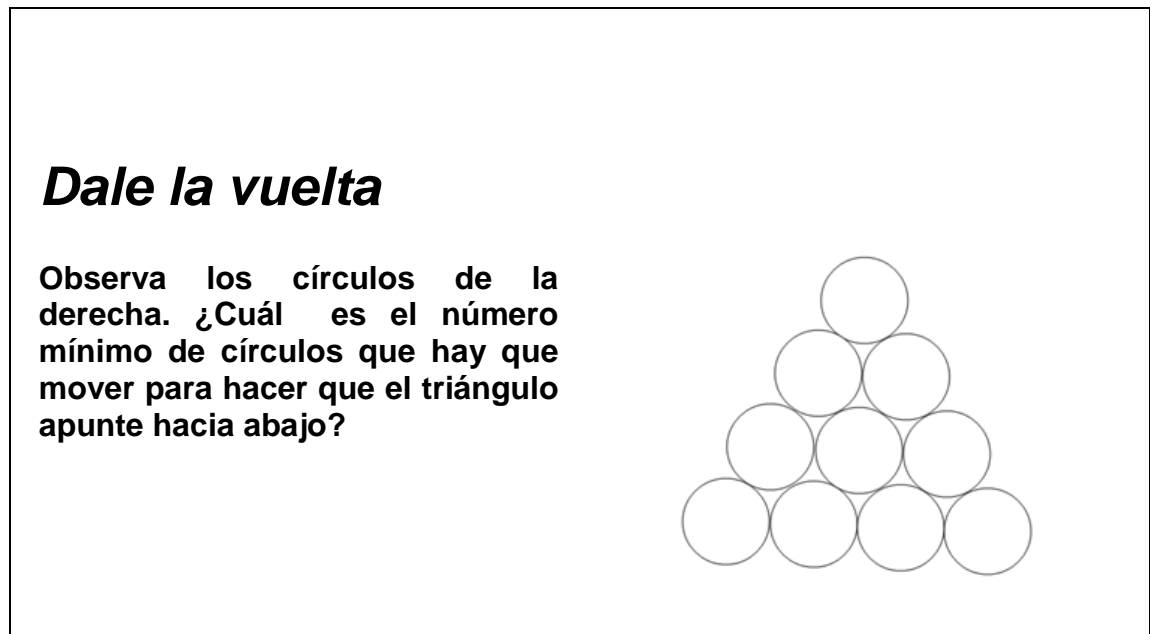 Dale la vuelta
Observa los círculos de la
derecha. ¿Cuál es el número
mínimo de círculos que hay que
mover para hacer que el triángulo
apunte hacia abajo?